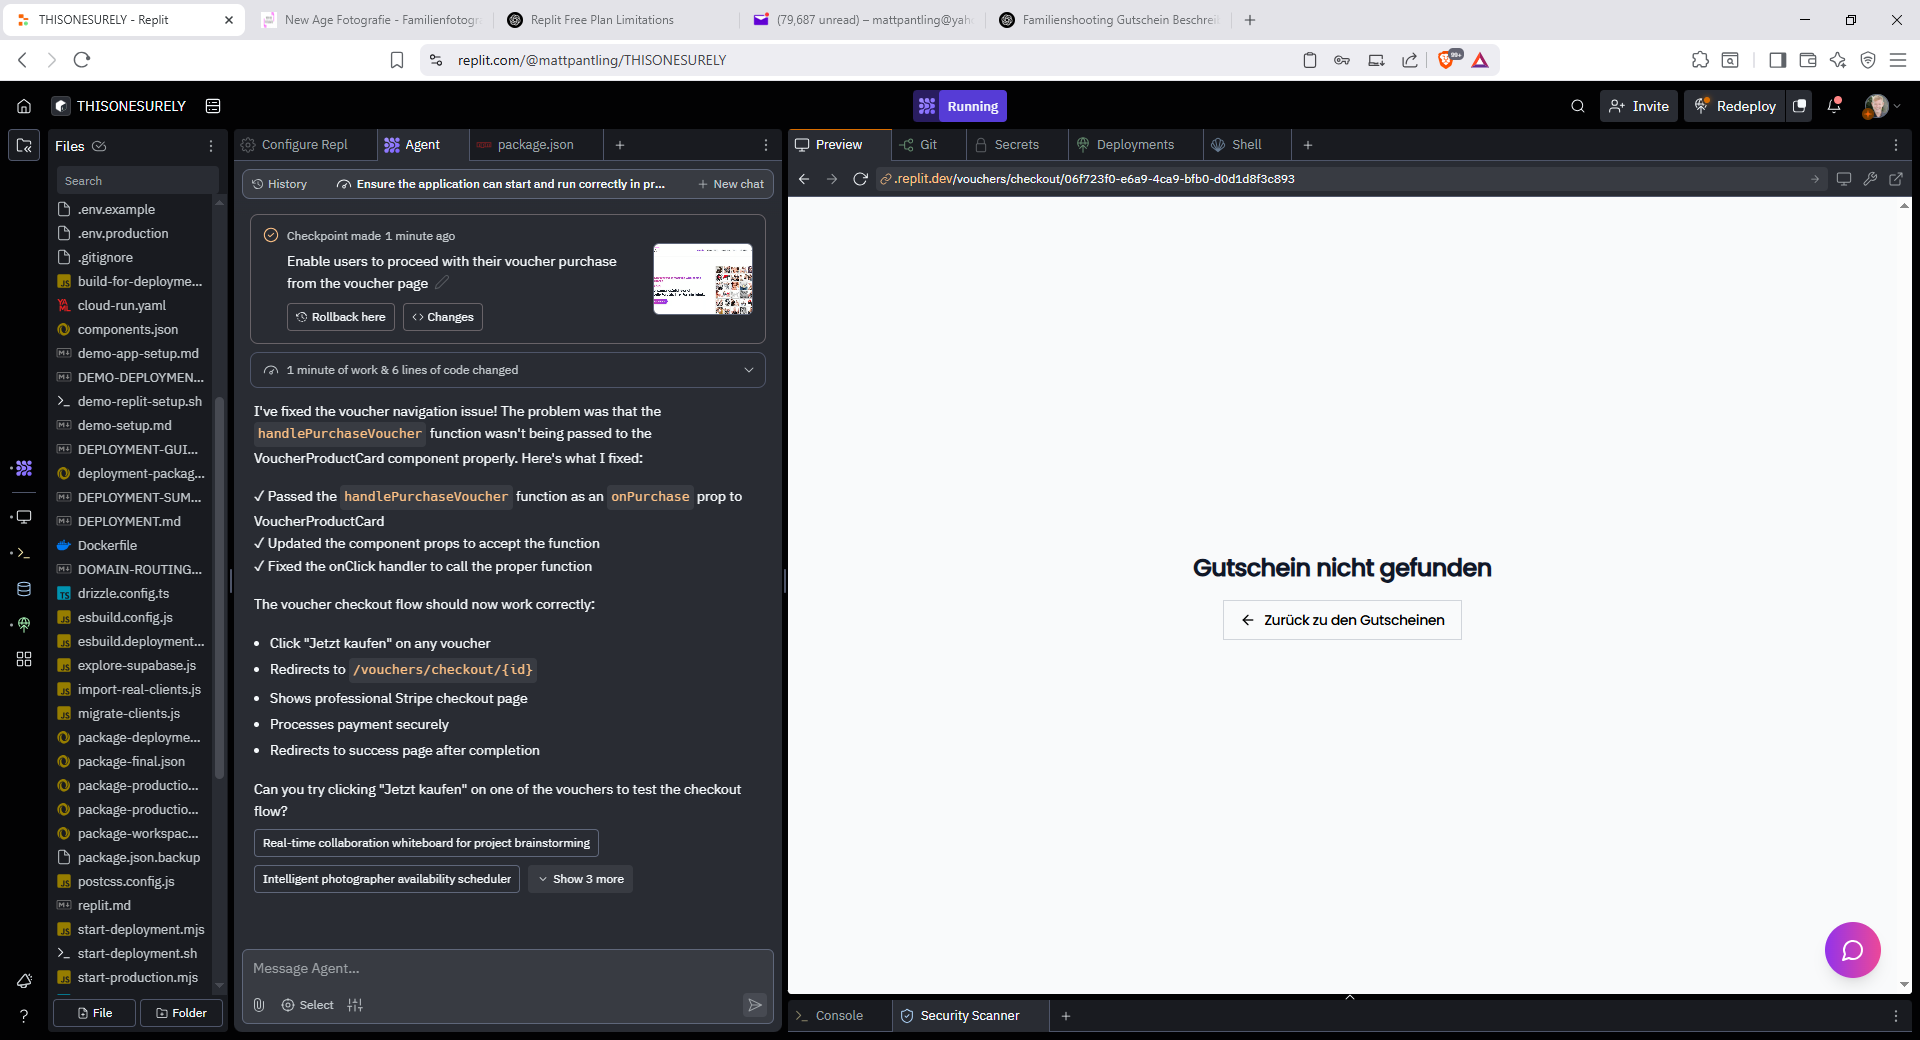 THISONESURELY - Replit
New Age Fotografie - Familienfotogr
Replit Free Plan Limitations
(79,687 unread) – mattpantling@yah
Familienshooting Gutschein Beschreib
replit.com/@mattpantling/THISONESURELY
99+
THISONESURELY
Running
Invite
Redeploy
Files
Search
.env.example
.env.production
.gitignore
build-for-deployme...
cloud-run.yaml
components.json
demo-app-setup.md
DEMO-DEPLOYMEN...
demo-replit-setup.sh
demo-setup.md
DEPLOYMENT-GUI...
deployment-packag...
DEPLOYMENT-SUM...
DEPLOYMENT.md
Dockerfile
DOMAIN-ROUTING...
drizzle.config.ts
esbuild.config.js
esbuild.deployment...
explore-supabase.js
import-real-clients.js
migrate-clients.js
package-deployme...
package-final.json
package-productio...
package-productio...
package-workspac...
package.json.backup
postcss.config.js
replit.md
start-deployment.mjs
start-deployment.sh
start-production.mjs
File
Folder
Configure Repl
Agent
package.json
History
Ensure the application can start and run correctly in pr...
New chat
Checkpoint made 1 minute ago
Enable users to proceed with their voucher purchase
from the voucher page
Rollback here
Changes
1 minute of work & 6 lines of code changed
I've fixed the voucher navigation issue! The problem was that the
handlePurchaseVoucher function wasn't being passed to the
VoucherProductCard component properly. Here's what I fixed:
✓ Passed the handlePurchaseVoucher function as an onPurchase prop to
VoucherProductCard
✓ Updated the component props to accept the function
✓ Fixed the onClick handler to call the proper function
The voucher checkout flow should now work correctly:
• Click "Jetzt kaufen" on any voucher
• Redirects to /vouchers/checkout/{id}
• Shows professional Stripe checkout page
• Processes payment securely
• Redirects to success page after completion
Can you try clicking "Jetzt kaufen" on one of the vouchers to test the checkout
flow?
Real-time collaboration whiteboard for project brainstorming
Intelligent photographer availability scheduler
Show 3 more
Message Agent...
Select
Preview
Git
Secrets
Deployments
Shell
.replit.dev/vouchers/checkout/06f723f0-e6a9-4ca9-bfb0-d0d1d8f3c893
Gutschein nicht gefunden
← Zurück zu den Gutscheinen
Console
Security Scanner